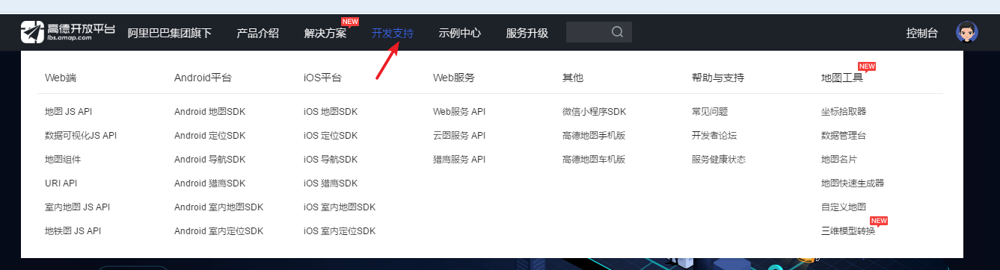 NEW
高德开放平台 阿里巴巴集团旗下 产品介绍 解决方案 开发支持 示例中心 服务升级 控制台
lbs.amap.com
NEW
Web端 Android平台 iOS平台 Web服务 其他 帮助与支持 地图工具
地图 JS API Android 地图SDK iOS 地图SDK Web服务 API 微信小程序SDK 常见问题 坐标拾取器
数据可视化JS API Android 定位SDK iOS 定位SDK 云图服务 API 高德地图手机版 开发者论坛 数据管理台
地图组件 Android 导航SDK iOS 导航SDK 猎鹰服务 API 高德地图车机版 服务健康状态 地图名片
URI API Android 猎鹰SDK iOS 猎鹰SDK 地图快速生成器
室内地图 JS API Android 室内地图SDK iOS 室内地图SDK 自定义地图
NEW
地铁图 JS API Android 室内定位SDK iOS 室内定位SDK 三维模型转换